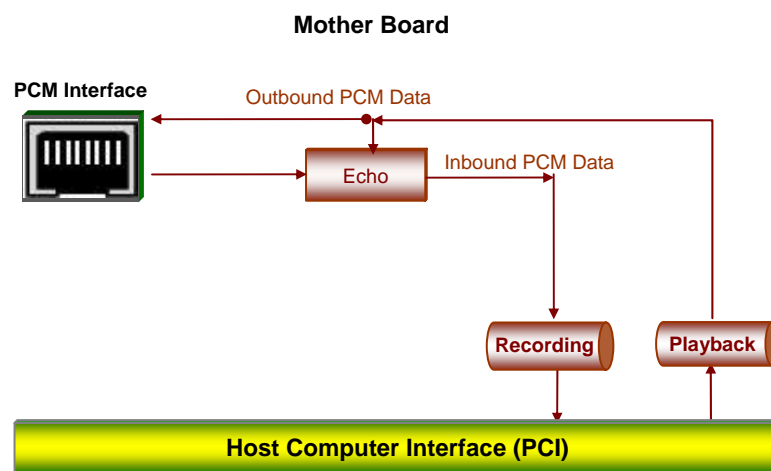 Mother Board
PCM Interface
Outbound PCM Data
Echo
Inbound PCM Data
Recording
Playback
Host Computer Interface (PCI)